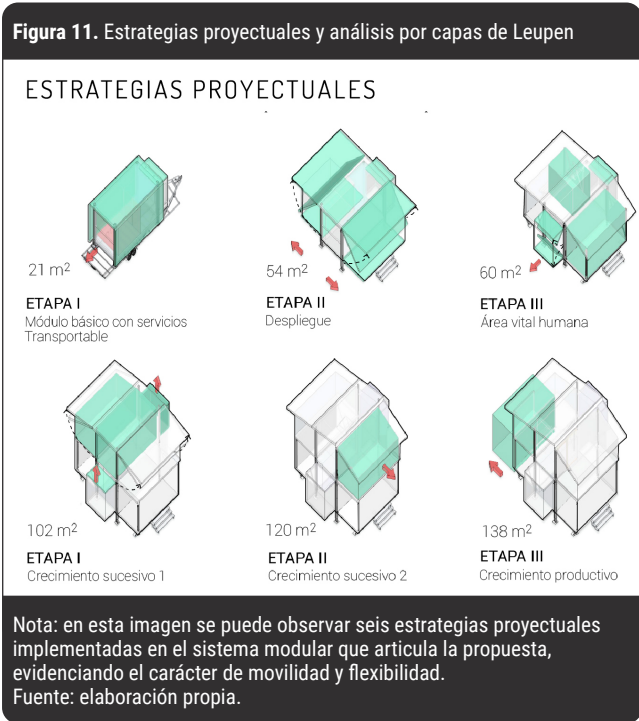 Figura 11. Estrategias proyectuales y análisis por capas de Leupen
ESTRATEGIAS PROYECTUALES
21 m²
ETAPA I
Módulo básico con servicios
Transportable
54 m²
ETAPA II
Despliegue
60 m²
ETAPA III
Área vital humana
102 m²
ETAPA I
Crecimiento sucesivo 1
120 m²
ETAPA II
Crecimiento sucesivo 2
138 m²
ETAPA III
Crecimiento productivo
Nota: en esta imagen se puede observar seis estrategias proyectuales
implementadas en el sistema modular que articula la propuesta,
evidenciando el carácter de movilidad y flexibilidad.
Fuente: elaboración propia.